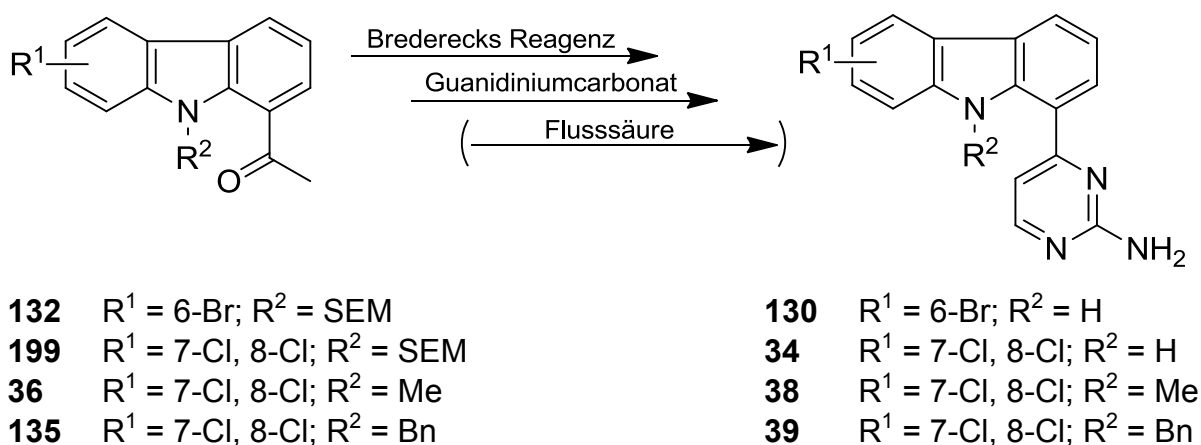 R¹
N
R²
O
Bredereck​s Reagenz
Guanidiniumcarbonat
( Flusssäure )
R¹
N
R²
N
N
NH₂
132 R¹ = 6-Br; R² = SEM
199 R¹ = 7-Cl, 8-Cl; R² = SEM
36 R¹ = 7-Cl, 8-Cl; R² = Me
135 R¹ = 7-Cl, 8-Cl; R² = Bn
130 R¹ = 6-Br; R² = H
34 R¹ = 7-Cl, 8-Cl; R² = H
38 R¹ = 7-Cl, 8-Cl; R² = Me
39 R¹ = 7-Cl, 8-Cl; R² = Bn